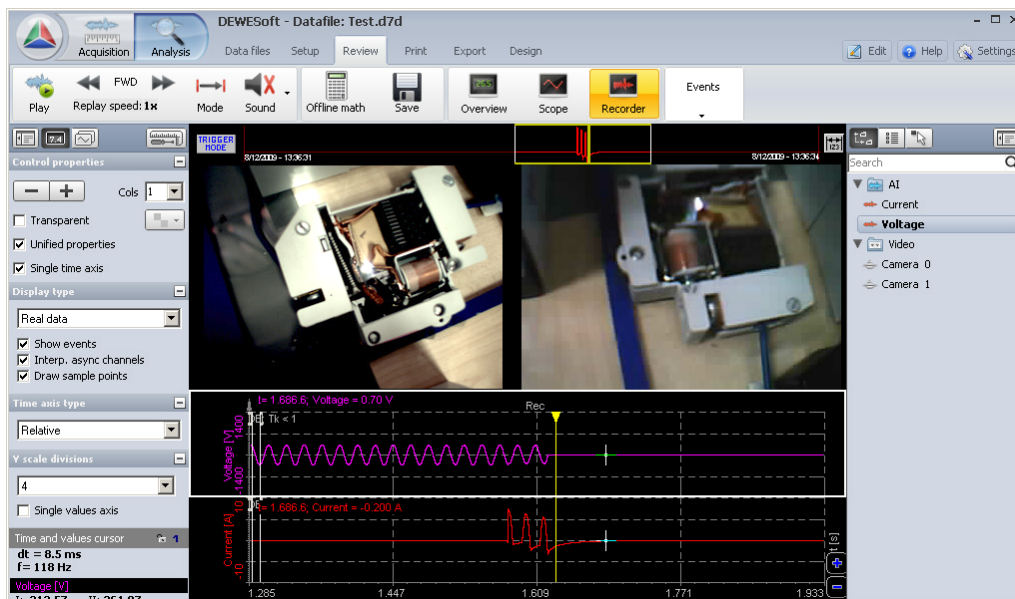 DEWESoft - Datafile: Test.d7d
Acquisition
Analysis
Data files
Setup
Review
Print
Export
Design
Edit
Help
Settings
Play
FWD
Replay speed: 1x
Mode
Sound
Offline math
Save
Overview
Scope
Recorder
Events
Control properties
Cols 1
Transparent
Unified properties
Single time axis
Display type
Real data
Show events
Interp. async channels
Draw sample points
Time axis type
Relative
Y scale divisions
4
Single values axis
Time and values cursor 1
dt = 8.5 ms
f= 118 Hz
Voltage [V]
TRIGGER
MODE
8/12/2009 - 13:36:31
8/12/2009 - 13:36:34
t= 1.686.6; Voltage = 0.70 V
Rec
Tk < 1
1400
Voltage [V]
-1400
t= 1.686.6; Current = -0.200 A
10
Current [A]
-10
t [s]
1.285
1.447
1.609
1.771
1.933
Search
AI
Current
Voltage
Video
Camera 0
Camera 1